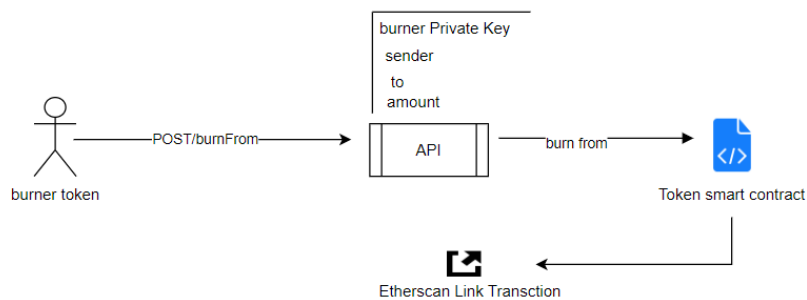 burner Private Key
sender
to
amount
POST/burnFrom
API
burn from
</>
burner token
Token smart contract
Etherscan Link Transction